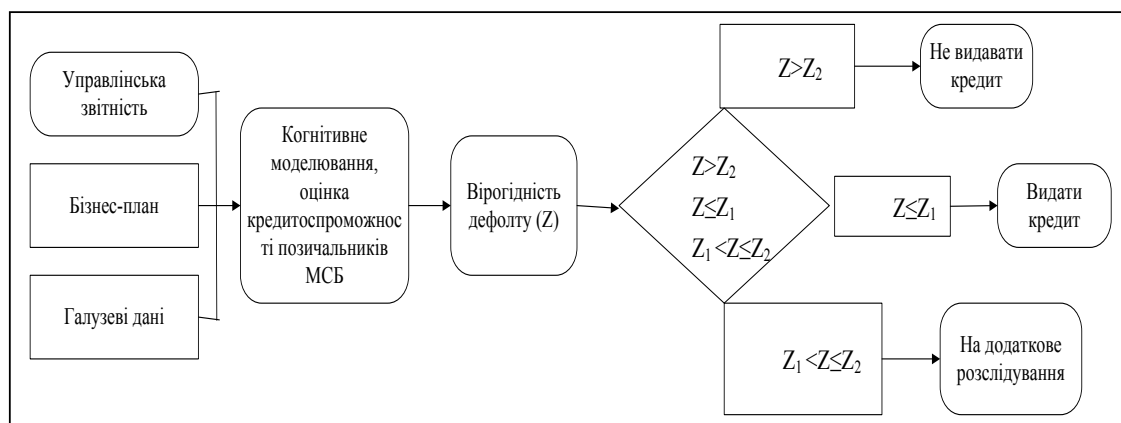 Управлінська
звітність
Бізнес-план
Галузеві дані
Когнітивне
моделювання,
оцінка
кредитоспроможнос
ті позичальників
МСБ
Вірогідність
дефолту (Z)
Z>Z₂
Z≤Z₁
Z₁ <Z≤Z₂
Z>Z₂
Не видавати
кредит
Z≤Z₁
Видати
кредит
Z₁ <Z≤Z₂
На додаткове
розслідування